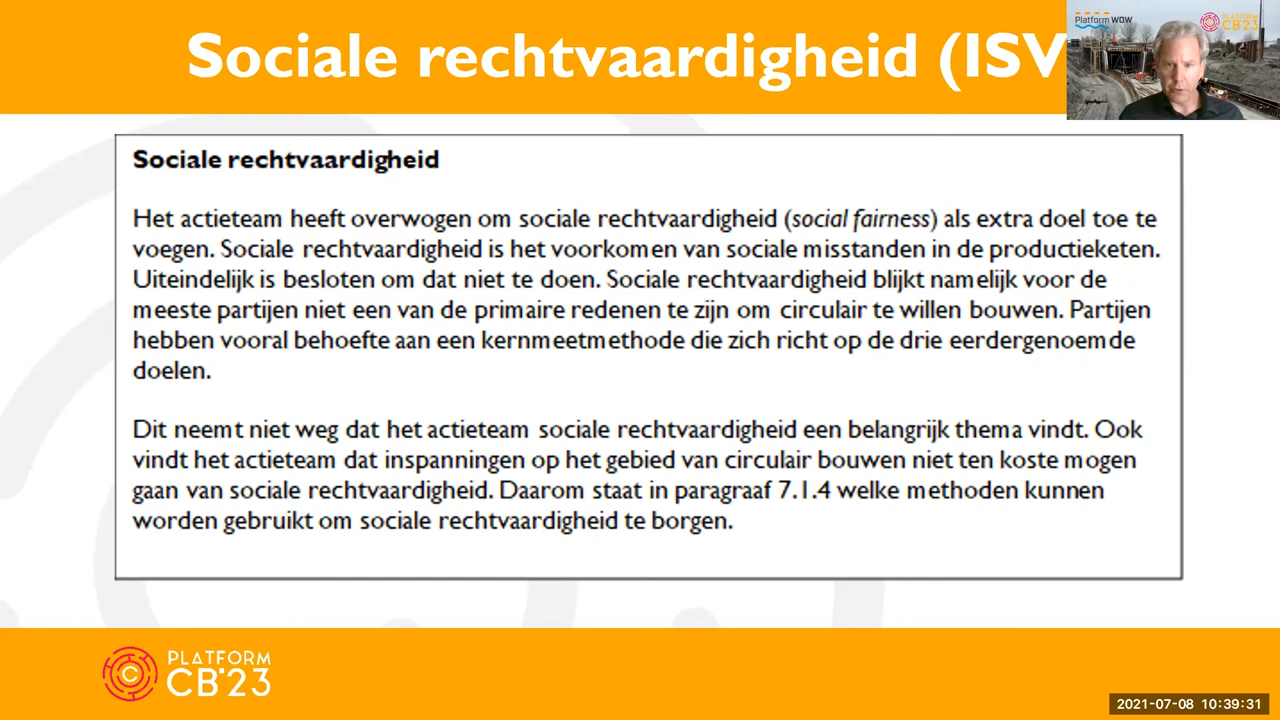 Sociale rechtvaardigheid (ISV
Platform WOW
PLATFORM
CB'23
Sociale rechtvaardigheid
Het actieteam heeft overwogen om sociale rechtvaardigheid (social fairness) als extra doel toe te
voegen. Sociale rechtvaardigheid is het voorkomen van sociale misstanden in de productieketen.
Uiteindelijk is besloten om dat niet te doen. Sociale rechtvaardigheid blijkt namelijk voor de
meeste partijen niet een van de primaire redenen te zijn om circulair te willen bouwen. Partijen
hebben vooral behoefte aan een kernmeetmethode die zich richt op de drie eerdergenoemde
doelen.
Dit neemt niet weg dat het actieteam sociale rechtvaardigheid een belangrijk thema vindt. Ook
vindt het actieteam dat inspanningen op het gebied van circulair bouwen niet ten koste mogen
gaan van sociale rechtvaardigheid. Daarom staat in paragraaf 7.1.4 welke methoden kunnen
worden gebruikt om sociale rechtvaardigheid te borgen.
C
PLATFORM
CB'23
2021-07-08 10:39:31